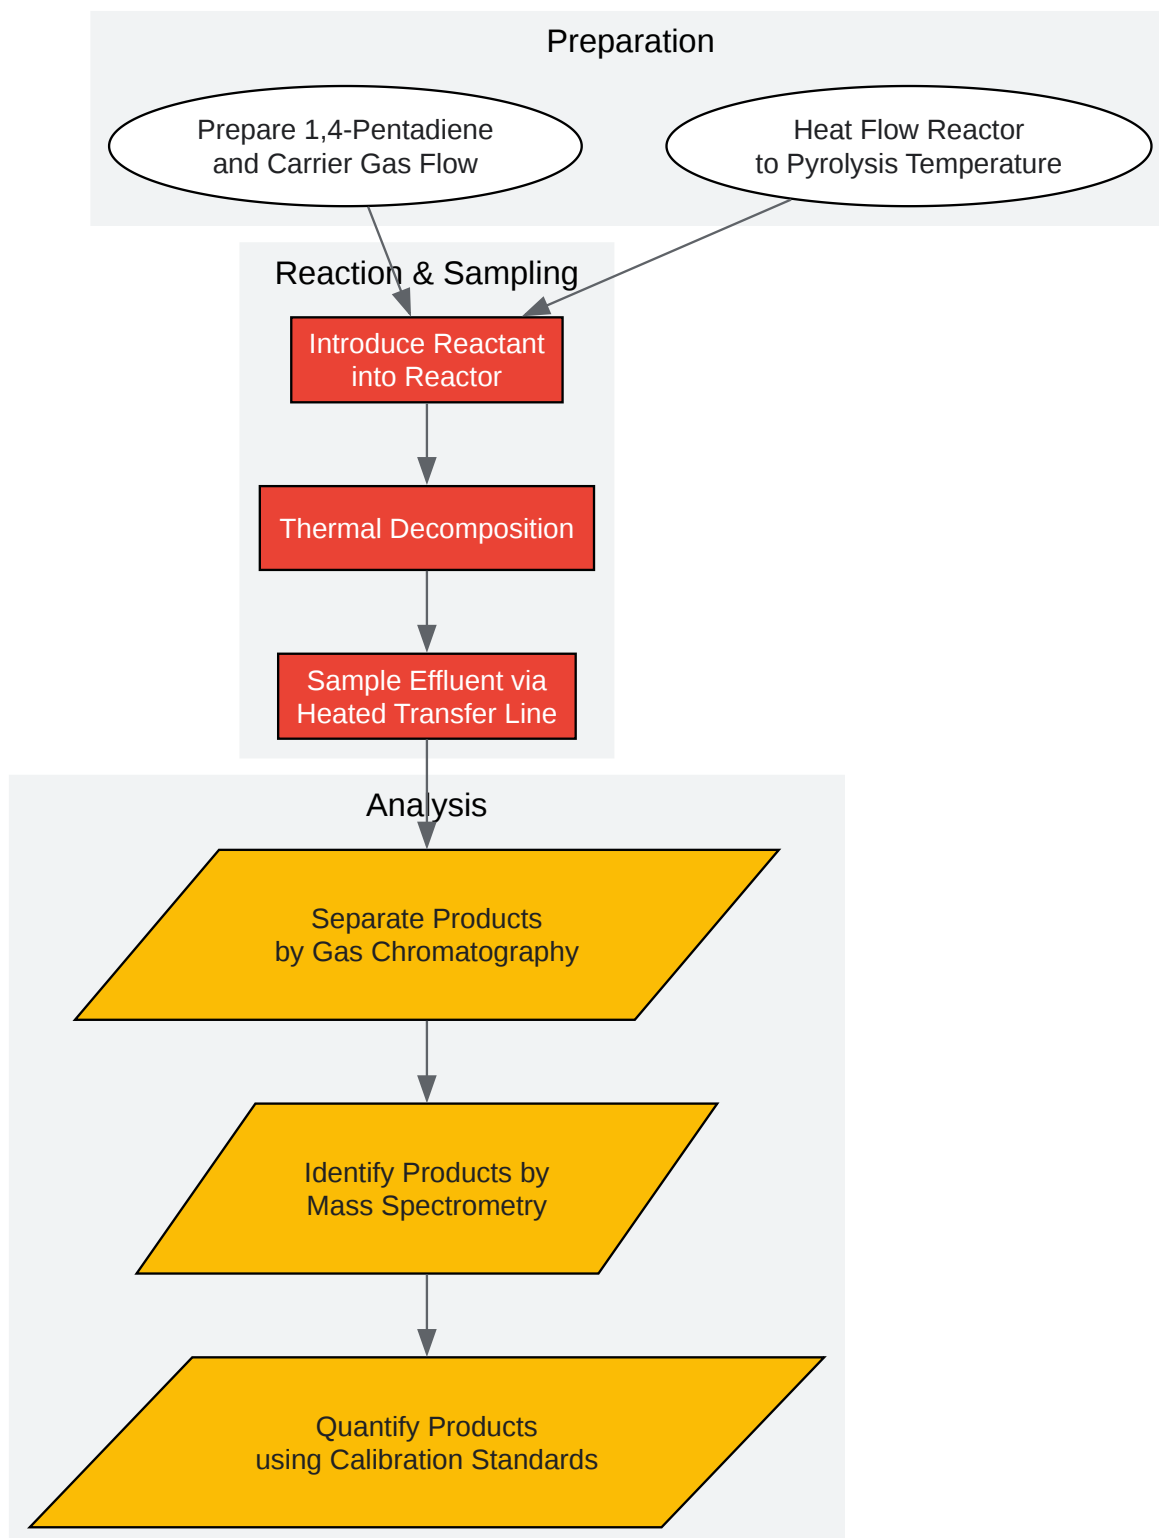 Preparation
Prepare 1,4-Pentadiene
and Carrier Gas Flow
Heat Flow Reactor
to Pyrolysis Temperature
Reaction & Sampling
Introduce Reactant
into Reactor
Thermal Decomposition
Sample Effluent via
Heated Transfer Line
Analysis
Separate Products
by Gas Chromatography
Identify Products by
Mass Spectrometry
Quantify Products
using Calibration Standards